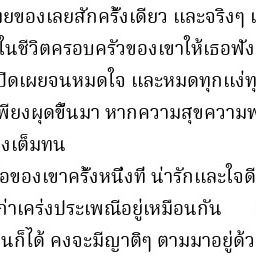 ยของเลยสักครั้งเดียว และจริงๆ
ในชีวิตครอบครัวของเขาให้เธอฟัง
ปิดเผยจนหมดใจ และหมดทุกแง่ทุ
พียงผุดขึ้นมา หากความสุขความพ
งเต็มทน
อของเขาครั้งหนึ่งที่ น่ารักและใจดี
ก่าเคร่งประเพณีอยู่เหมือนกัน
นก็ได้ คงจะมีญาติๆ ตามมาอยู่ด้ว